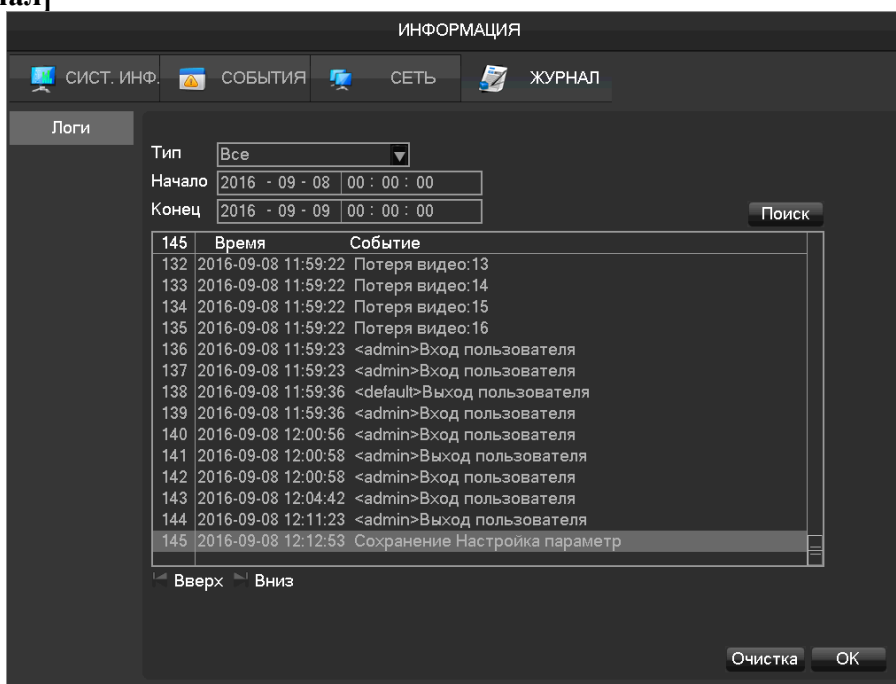 ал]
ИНФОРМАЦИЯ
СИСТ. ИНФ. СОБЫТИЯ СЕТЬ ЖУРНАЛ
Логи
Тип Все
Начало 2016 - 09 - 08 00 : 00 : 00
Конец 2016 - 09 - 09 00 : 00 : 00
Поиск
145 Время Событие
132 2016-09-08 11:59:22 Потеря видео:13
133 2016-09-08 11:59:22 Потеря видео:14
134 2016-09-08 11:59:22 Потеря видео:15
135 2016-09-08 11:59:22 Потеря видео:16
136 2016-09-08 11:59:23 <admin>Вход пользователя
137 2016-09-08 11:59:23 <admin>Вход пользователя
138 2016-09-08 11:59:36 <default>Выход пользователя
139 2016-09-08 11:59:36 <admin>Вход пользователя
140 2016-09-08 12:00:56 <admin>Вход пользователя
141 2016-09-08 12:00:58 <admin>Выход пользователя
142 2016-09-08 12:00:58 <admin>Вход пользователя
143 2016-09-08 12:04:42 <admin>Вход пользователя
144 2016-09-08 12:11:23 <admin>Выход пользователя
145 2016-09-08 12:12:53 Сохранение Настройка параметр
Вверх Вниз
Очистка OK